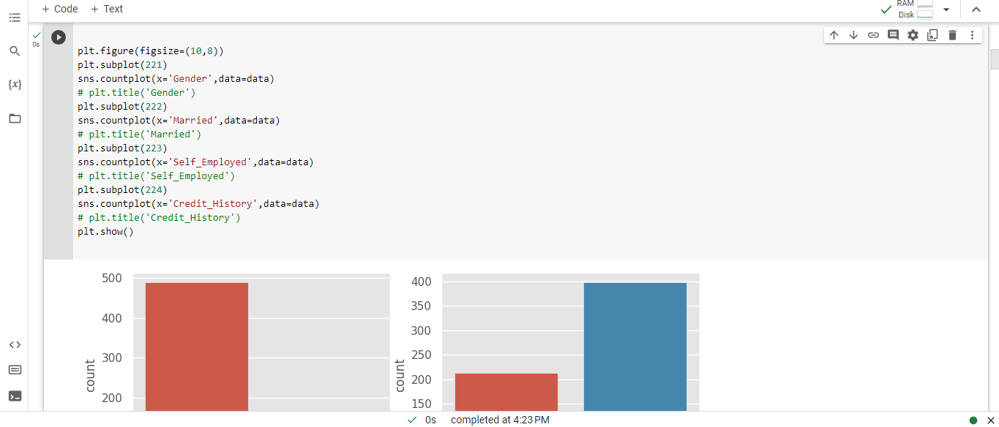 + Code + Text
RAM
Disk
0s
{x}
plt.figure(figsize=(10,8))
plt.subplot(221)
sns.countplot(x='Gender',data=data)
# plt.title('Gender')
plt.subplot(222)
sns.countplot(x='Married',data=data)
# plt.title('Married')
plt.subplot(223)
sns.countplot(x='Self_Employed',data=data)
# plt.title('Self_Employed')
plt.subplot(224)
sns.countplot(x='Credit_History',data=data)
# plt.title('Credit_History')
plt.show()
500
400
300
200
count
400
350
300
250
200
150
count
0s completed at 4:23 PM